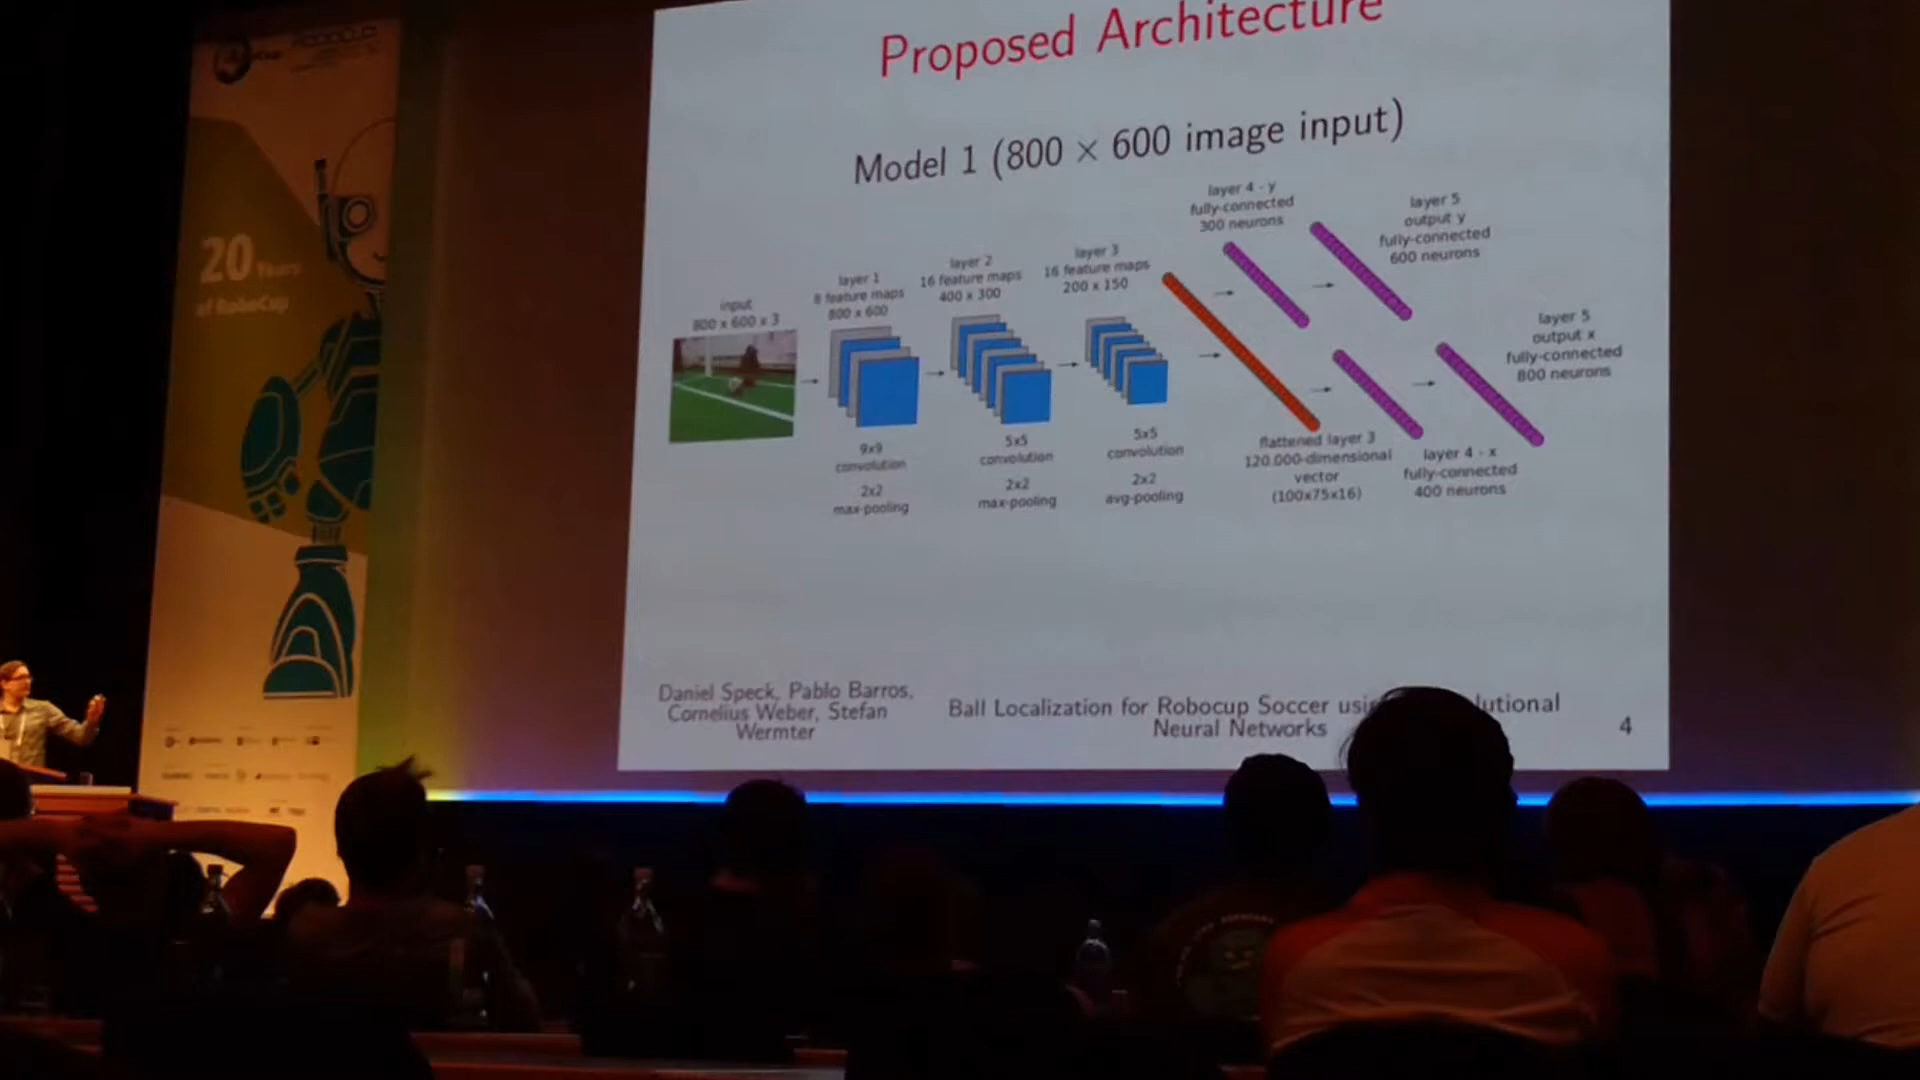 Proposed Architecture
Model 1 (800 × 600 image input)
input
800 x 600 x 3
layer 1
8 feature maps
800 x 600
layer 2
16 feature maps
400 x 300
layer 3
16 feature maps
200 x 150
layer 4 - y
fully-connected
300 neurons
layer 5
output y
fully-connected
600 neurons
layer 5
output x
fully-connected
800 neurons
9x9
convolution
2x2
max-pooling
5x5
convolution
2x2
max-pooling
5x5
convolution
2x2
avg-pooling
flattened layer 3
120.000-dimensional
vector
(100x75x16)
layer 4 - x
fully-connected
400 neurons
Daniel Speck, Pablo Barros,
Cornelius Weber, Stefan
Wermter
Ball Localization for Robocup Soccer usi lutional
Neural Networks
4
20 Years
of RoboCup